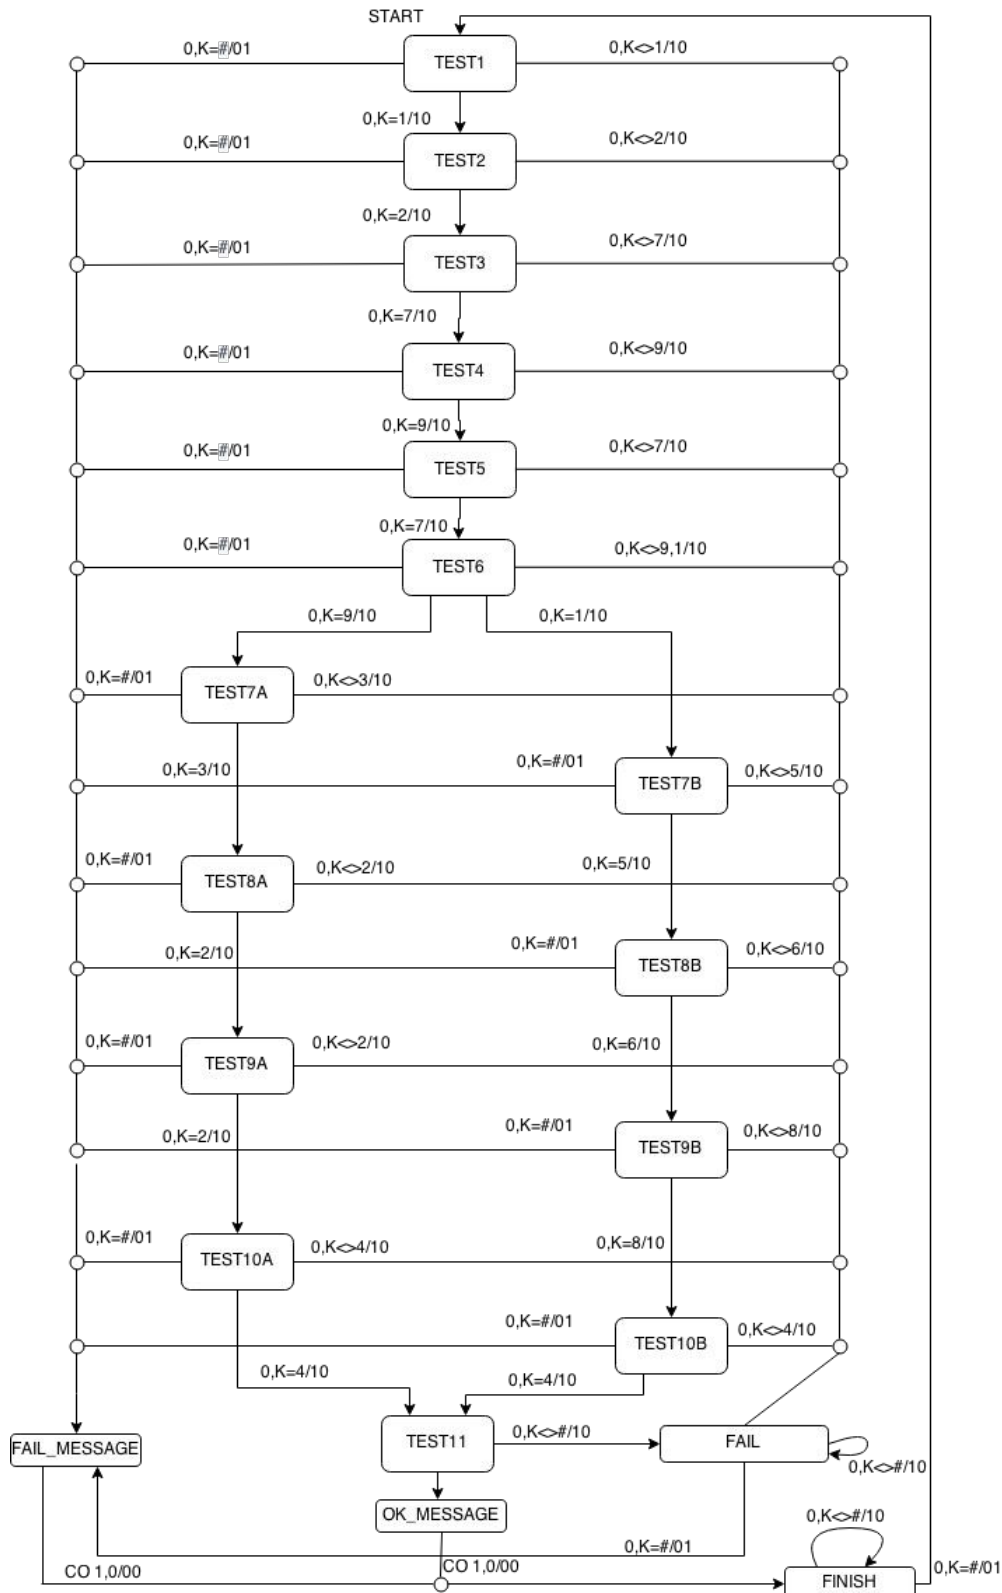 START
0,K=#/01
TEST1
0,K<>1/10
0,K=1/10
0,K=#/01
TEST2
0,K<>2/10
0,K=2/10
0,K=#/01
TEST3
0,K<>7/10
0,K=7/10
0,K=#/01
TEST4
0,K<>9/10
0,K=9/10
0,K=#/01
TEST5
0,K<>7/10
0,K=7/10
0,K=#/01
TEST6
0,K<>9,1/10
0,K=9/10
0,K=1/10
0,K=#/01
TEST7A
0,K<>3/10
0,K=3/10
0,K=#/01
TEST7B
0,K<>5/10
0,K=#/01
TEST8A
0,K<>2/10
0,K=5/10
0,K=2/10
0,K=#/01
TEST8B
0,K<>6/10
0,K=#/01
TEST9A
0,K<>2/10
0,K=6/10
0,K=2/10
0,K=#/01
TEST9B
0,K<>8/10
0,K=#/01
TEST10A
0,K<>4/10
0,K=8/10
0,K=#/01
TEST10B
0,K<>4/10
0,K=4/10
0,K=4/10
FAIL_MESSAGE
TEST11
0,K<>#/10
FAIL
0,K<>#/10
OK_MESSAGE
0,K<>#/10
0,K=#/01
CO 1,0/00
CO 1,0/00
FINISH
0,K=#/01